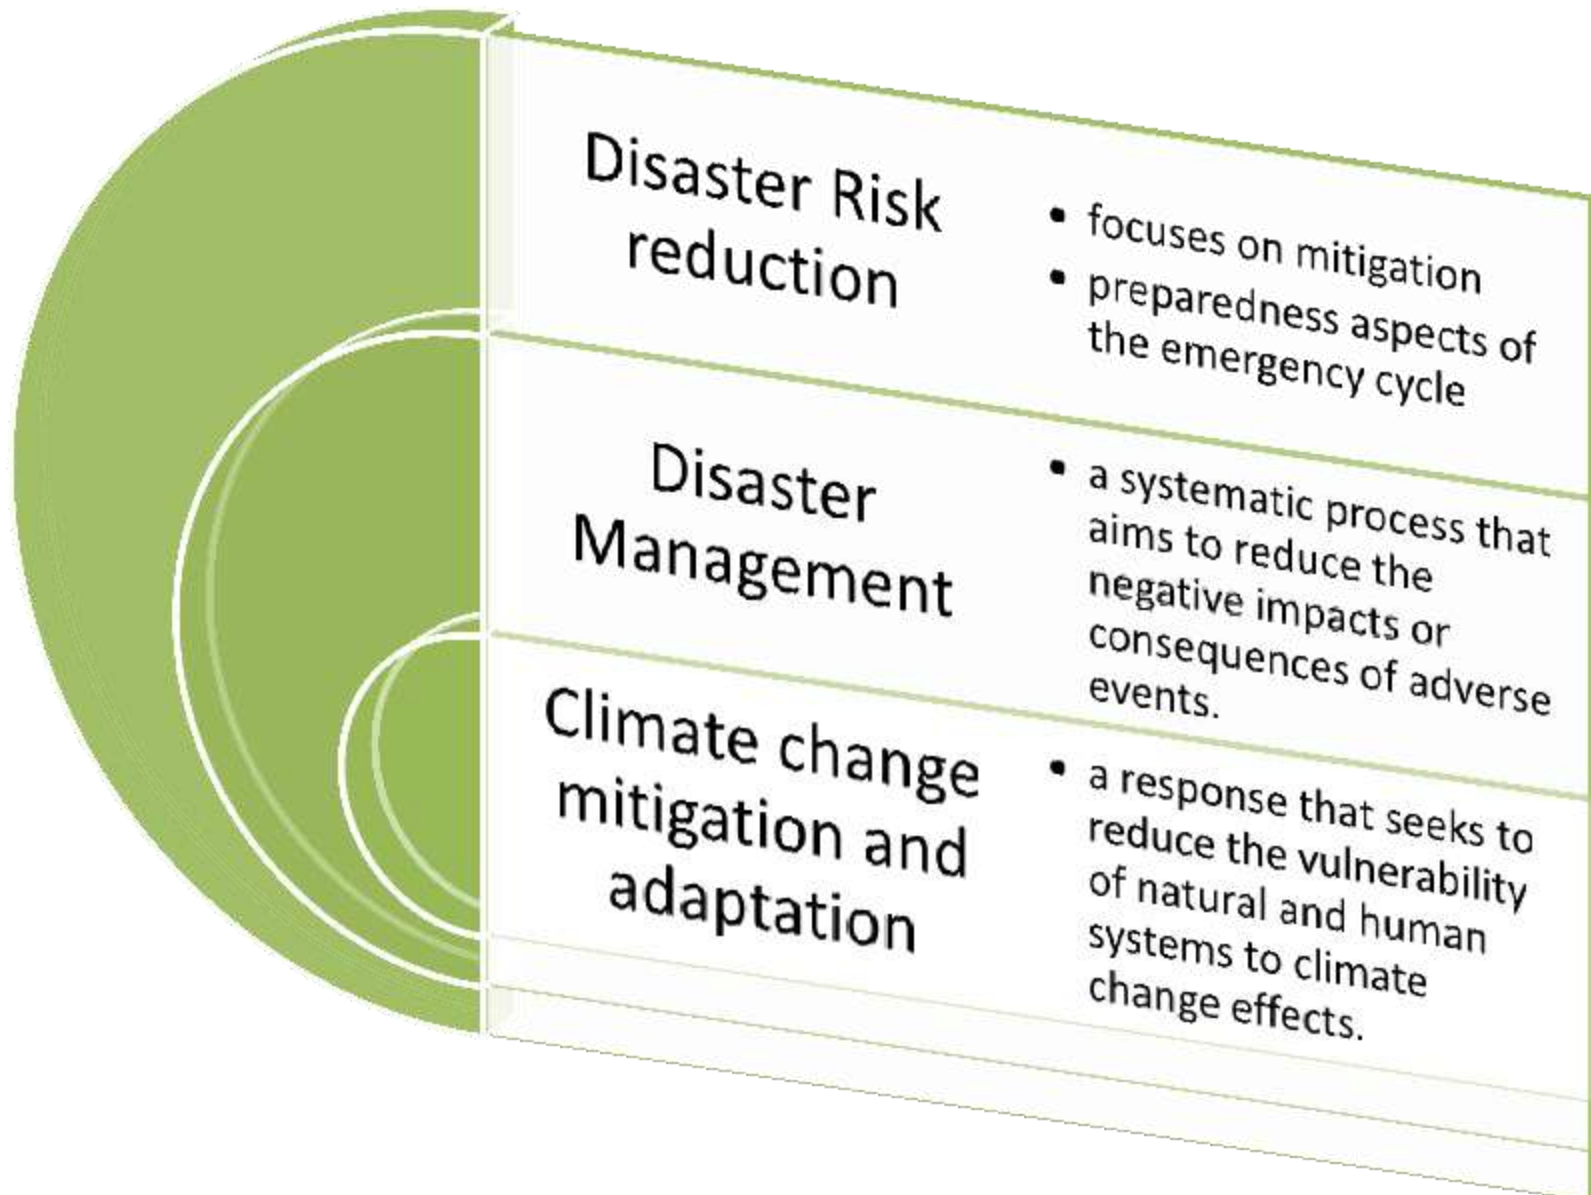 Disaster Risk
reduction
• focuses on mitigation
• preparedness aspects of
the emergency cycle
Disaster
Management
• a systematic process that
aims to reduce the
negative impacts or
consequences of adverse
events.
Climate change
mitigation and
adaptation
• a response that seeks to
reduce the vulnerability
of natural and human
systems to climate
change effects.